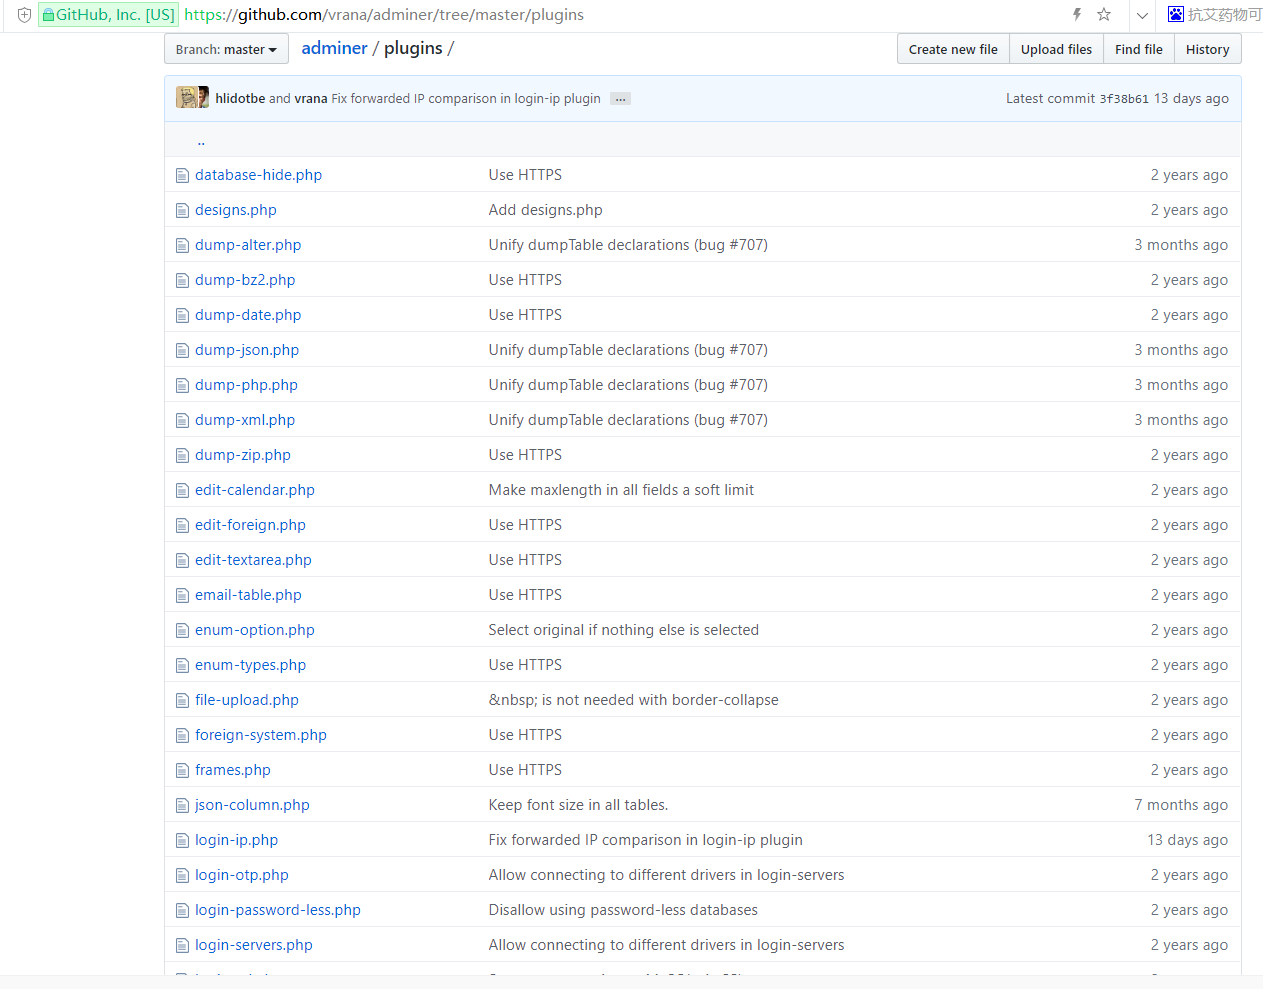 GitHub, Inc. [US] https://github.com/vrana/adminer/tree/master/plugins 抗艾药物可
Branch: master adminer / plugins / Create new file Upload files Find file History
hlidotbe and vrana Fix forwarded IP comparison in login-ip plugin ... Latest commit 3f38b61 13 days ago
..
database-hide.php Use HTTPS 2 years ago
designs.php Add designs.php 2 years ago
dump-alter.php Unify dumpTable declarations (bug #707) 3 months ago
dump-bz2.php Use HTTPS 2 years ago
dump-date.php Use HTTPS 2 years ago
dump-json.php Unify dumpTable declarations (bug #707) 3 months ago
dump-php.php Unify dumpTable declarations (bug #707) 3 months ago
dump-xml.php Unify dumpTable declarations (bug #707) 3 months ago
dump-zip.php Use HTTPS 2 years ago
edit-calendar.php Make maxlength in all fields a soft limit 2 years ago
edit-foreign.php Use HTTPS 2 years ago
edit-textarea.php Use HTTPS 2 years ago
email-table.php Use HTTPS 2 years ago
enum-option.php Select original if nothing else is selected 2 years ago
enum-types.php Use HTTPS 2 years ago
file-upload.php &nbsp; is not needed with border-collapse 2 years ago
foreign-system.php Use HTTPS 2 years ago
frames.php Use HTTPS 2 years ago
json-column.php Keep font size in all tables. 7 months ago
login-ip.php Fix forwarded IP comparison in login-ip plugin 13 days ago
login-otp.php Allow connecting to different drivers in login-servers 2 years ago
login-password-less.php Disallow using password-less databases 2 years ago
login-servers.php Allow connecting to different drivers in login-servers 2 years ago